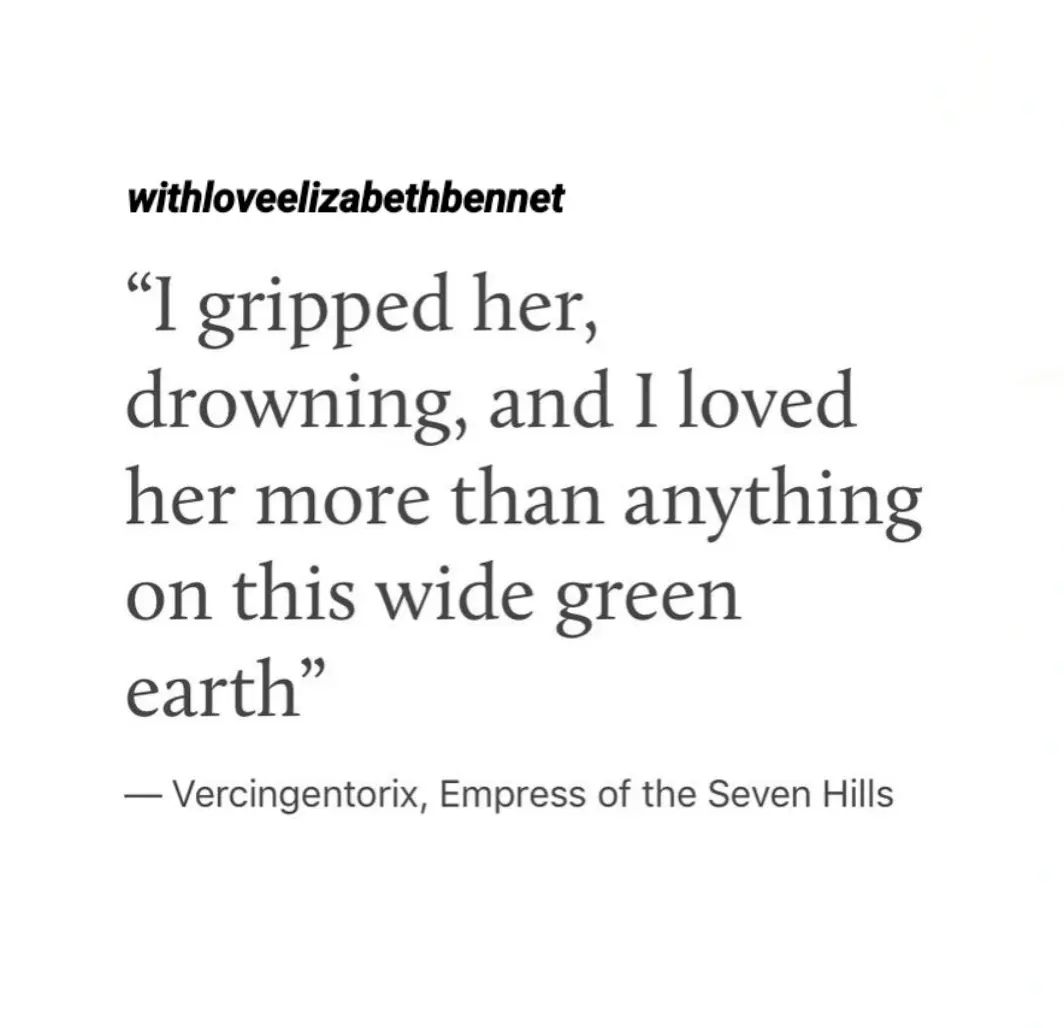 withloveelizabethbennet
“I gripped her,
drowning, and I loved
her more than anything
on this wide green
earth”
— Vercingentorix, Empress of the Seven Hills